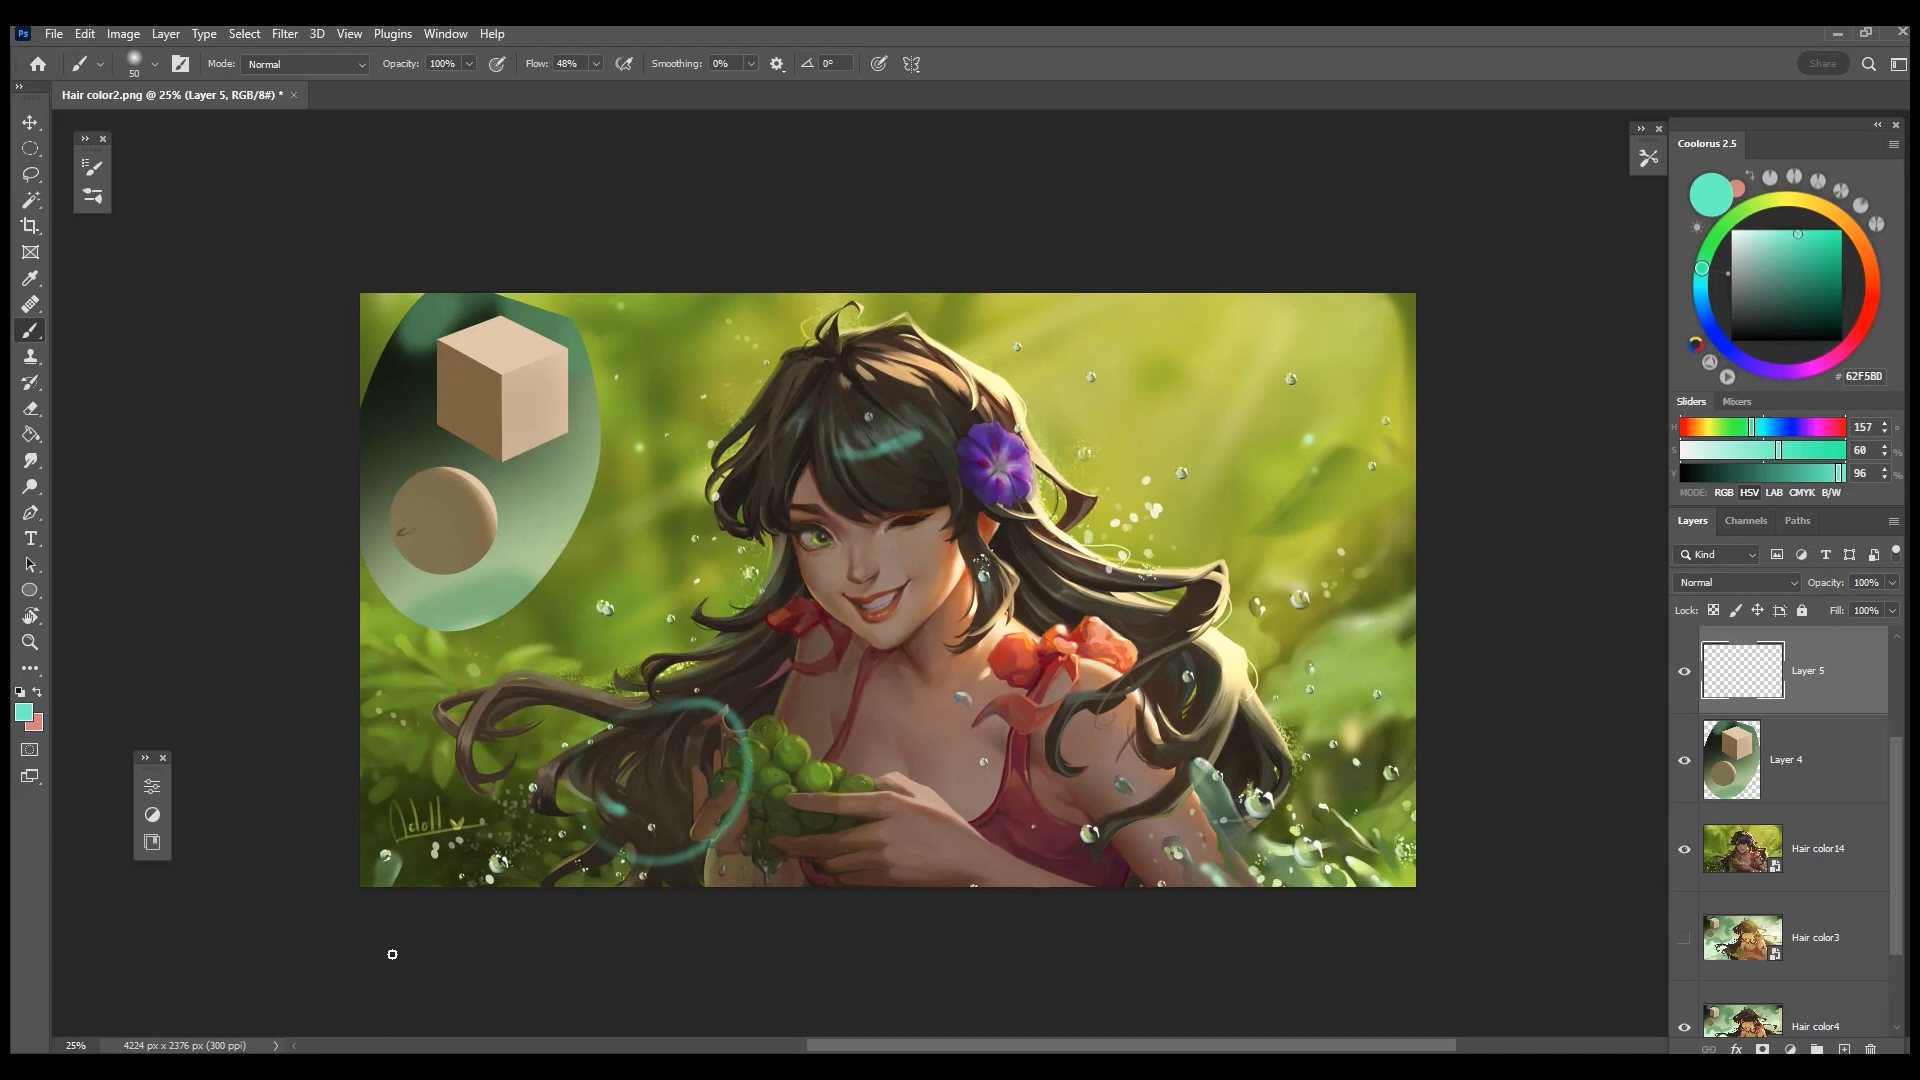 Ps File Edit Image Layer Type Select Filter 3D View Plugins Window Help
50 Mode: Normal Opacity: 100% Flow: 48% Smoothing: 0% 0° Share
Hair color2.png @ 25% (Layer 5, RGB/8#) * ×
Coolorus 2.5
# 62F5BD
Sliders Mixers
H 157 °
S 60 %
V 96 %
MODE: RGB HSV LAB CMYK B/W
Layers Channels Paths
Kind T
Normal Opacity: 100%
Lock: Fill: 100%
Layer 5
Layer 4
Hair color14
Hair color3
Hair color4
fx
25% 4224 px x 2376 px (300 ppi)